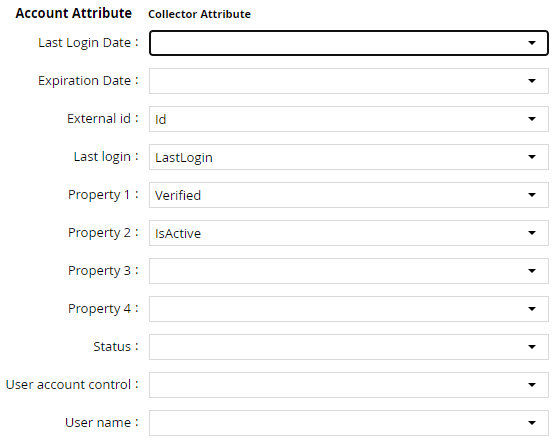 Account Attribute Collector Attribute
Last Login Date :
Expiration Date :
External id : Id
Last login : LastLogin
Property 1 : Verified
Property 2 : IsActive
Property 3 :
Property 4 :
Status :
User account control :
User name :